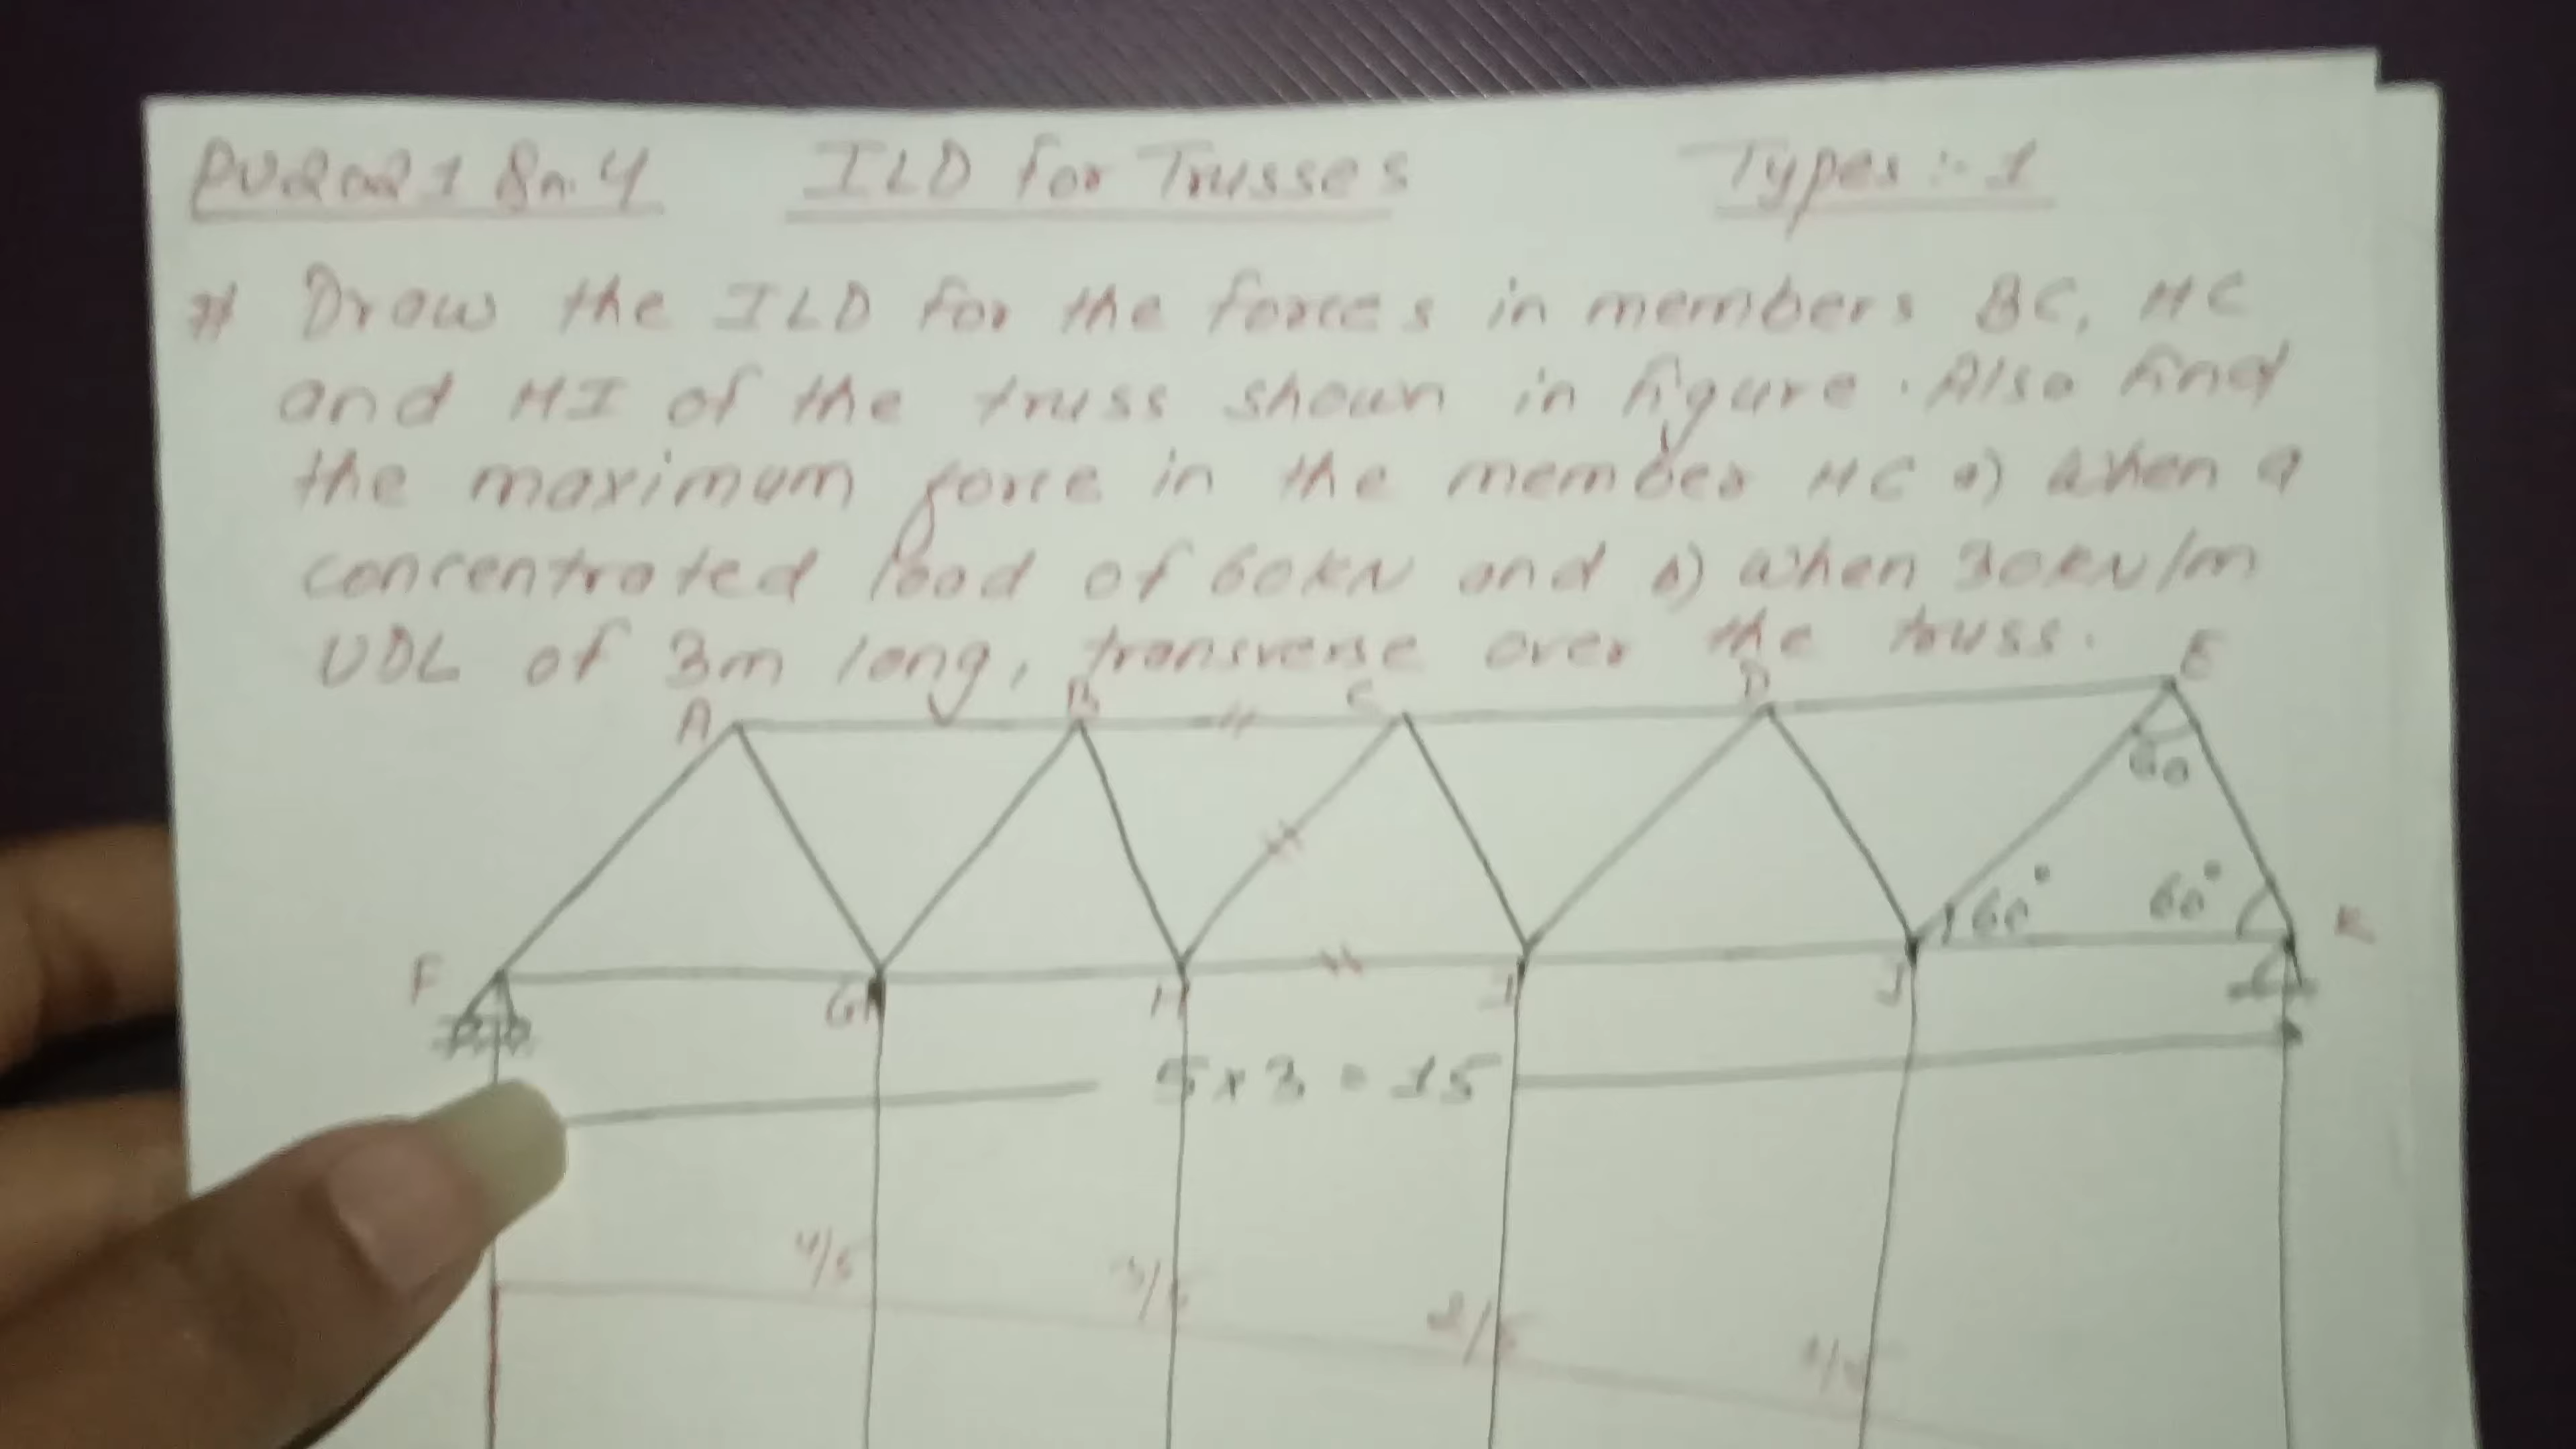 PU2021 Qn.4 ILD for Trusses Types:-1
# Draw the ILD for the forces in members BC, HC
and HI of the truss shown in figure. Also find
the maximum force in the member HC a) when a
concentrated load of 60kN and b) when 30kN/m
UDL of 3m long, transverse over the truss.
A B C D E
60
60° 60°
F G H I J K
5x3 = 15
4/5 3/5 2/5 1/5